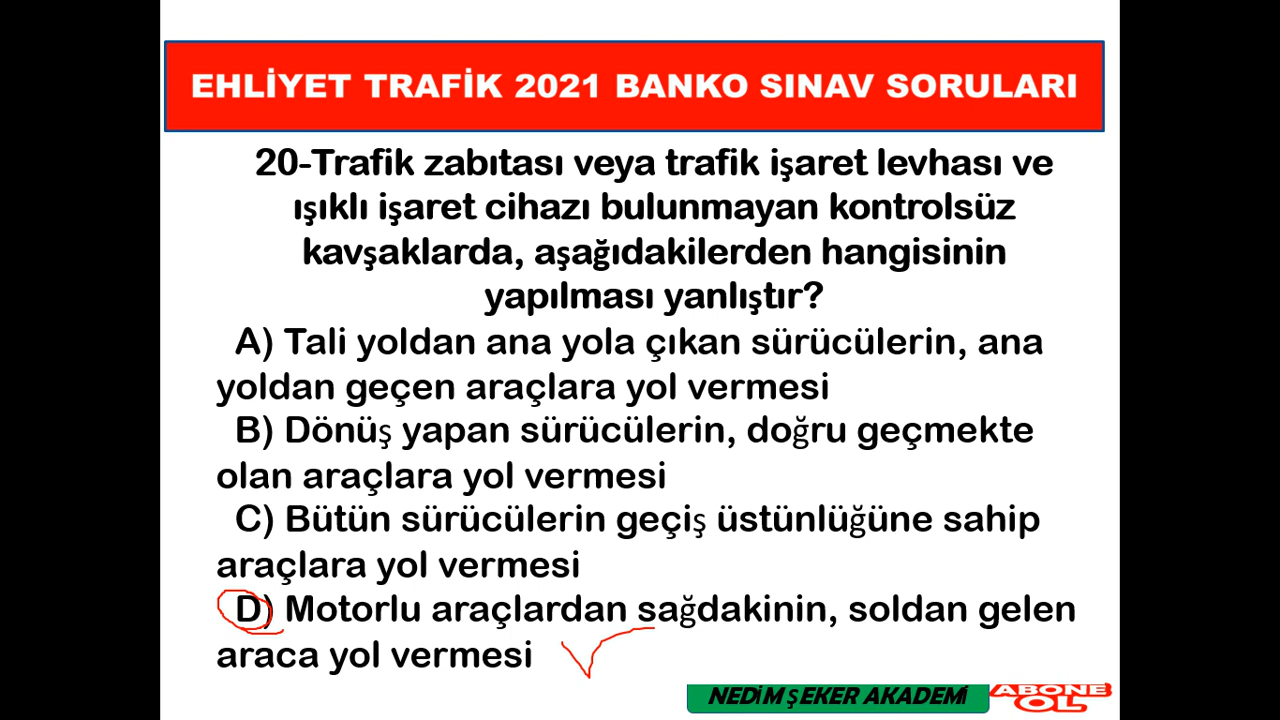 EHLİYET TRAFİK 2021 BANKO SINAV SORULARI
20-Trafik zabıtası veya trafik işaret levhası ve
ışıklı işaret cihazı bulunmayan kontrolsüz
kavşaklarda, aşağıdakilerden hangisinin
yapılması yanlıştır?
A) Tali yoldan ana yola çıkan sürücülerin, ana
yoldan geçen araçlara yol vermesi
B) Dönüş yapan sürücülerin, doğru geçmekte
olan araçlara yol vermesi
C) Bütün sürücülerin geçiş üstünlüğüne sahip
araçlara yol vermesi
D) Motorlu araçlardan sağdakinin, soldan gelen
araca yol vermesi
NEDİM ŞEKER AKADEMİ
ABONE
OL